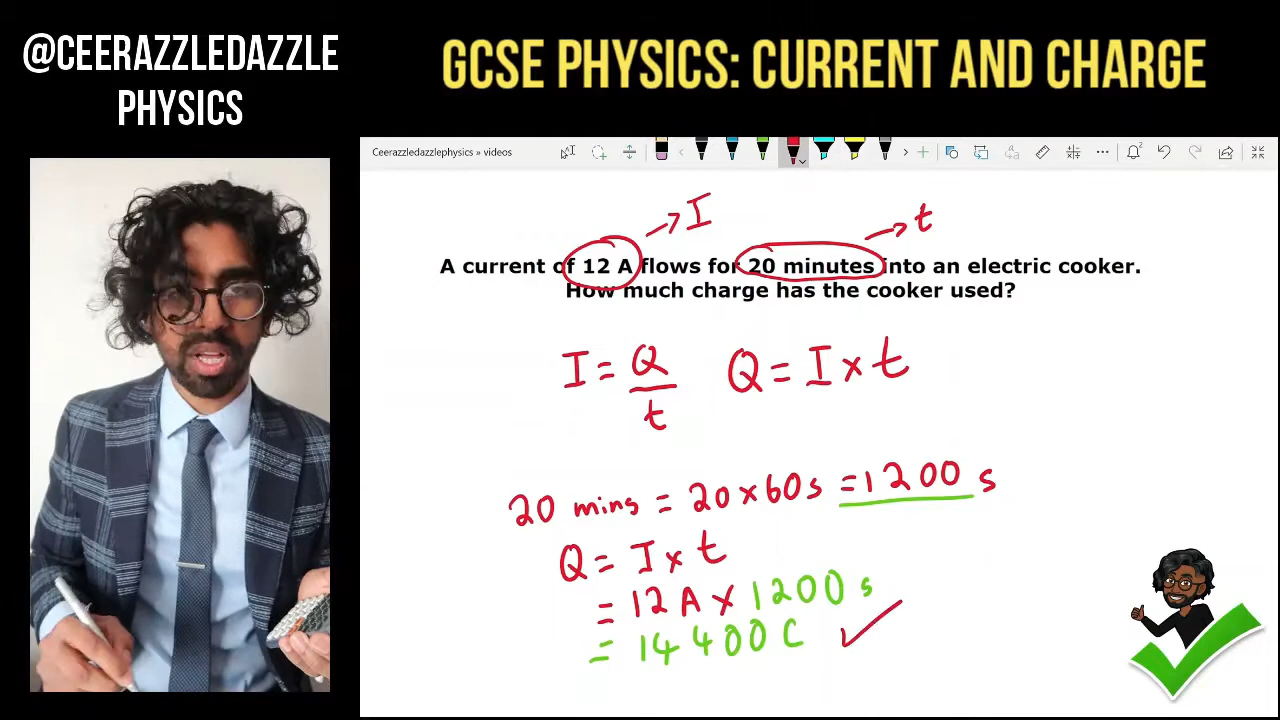 @CEERAZZLEDAZZLE
PHYSICS
GCSE PHYSICS: CURRENT AND CHARGE
Ceerazzledazzlephysics » videos
→ I
→ t
A current of 12 A flows for 20 minutes into an electric cooker.
How much charge has the cooker used?
I = Q/t Q = I × t
20 mins = 20 × 60s = 1200 s
Q = I × t
= 12 A × 1200 s
= 14 400 C